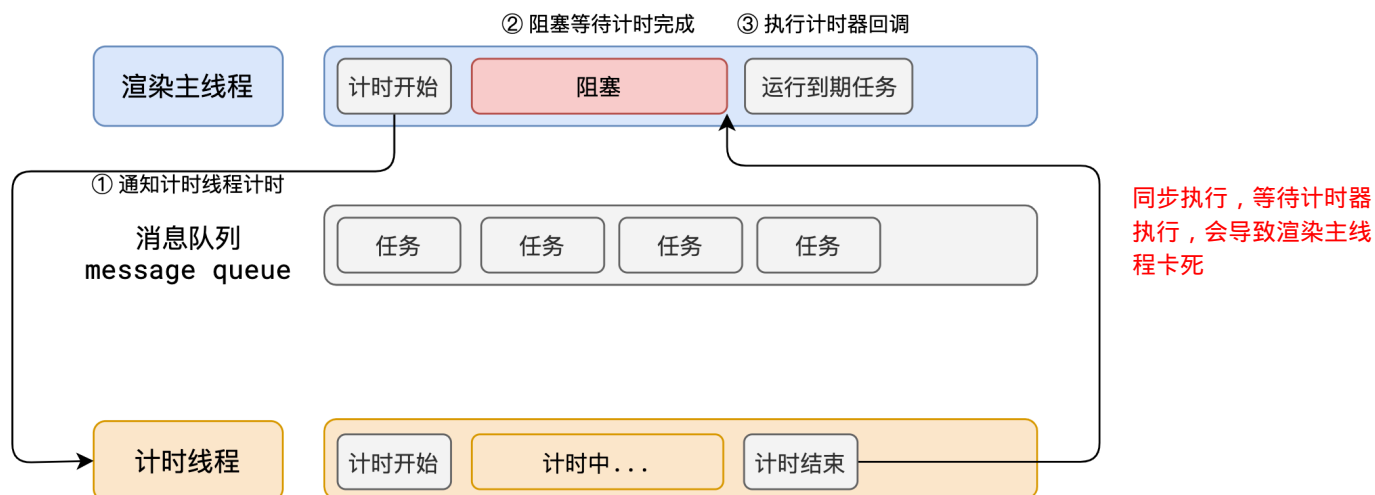 ② 阻塞等待计时完成
③ 执行计时器回调
渲染主线程
计时开始
阻塞
运行到期任务
① 通知计时线程计时
同步执行，等待计时器
执行，会导致渲染主线
程卡死
消息队列
message queue
任务
任务
任务
任务
计时线程
计时开始
计时中...
计时结束